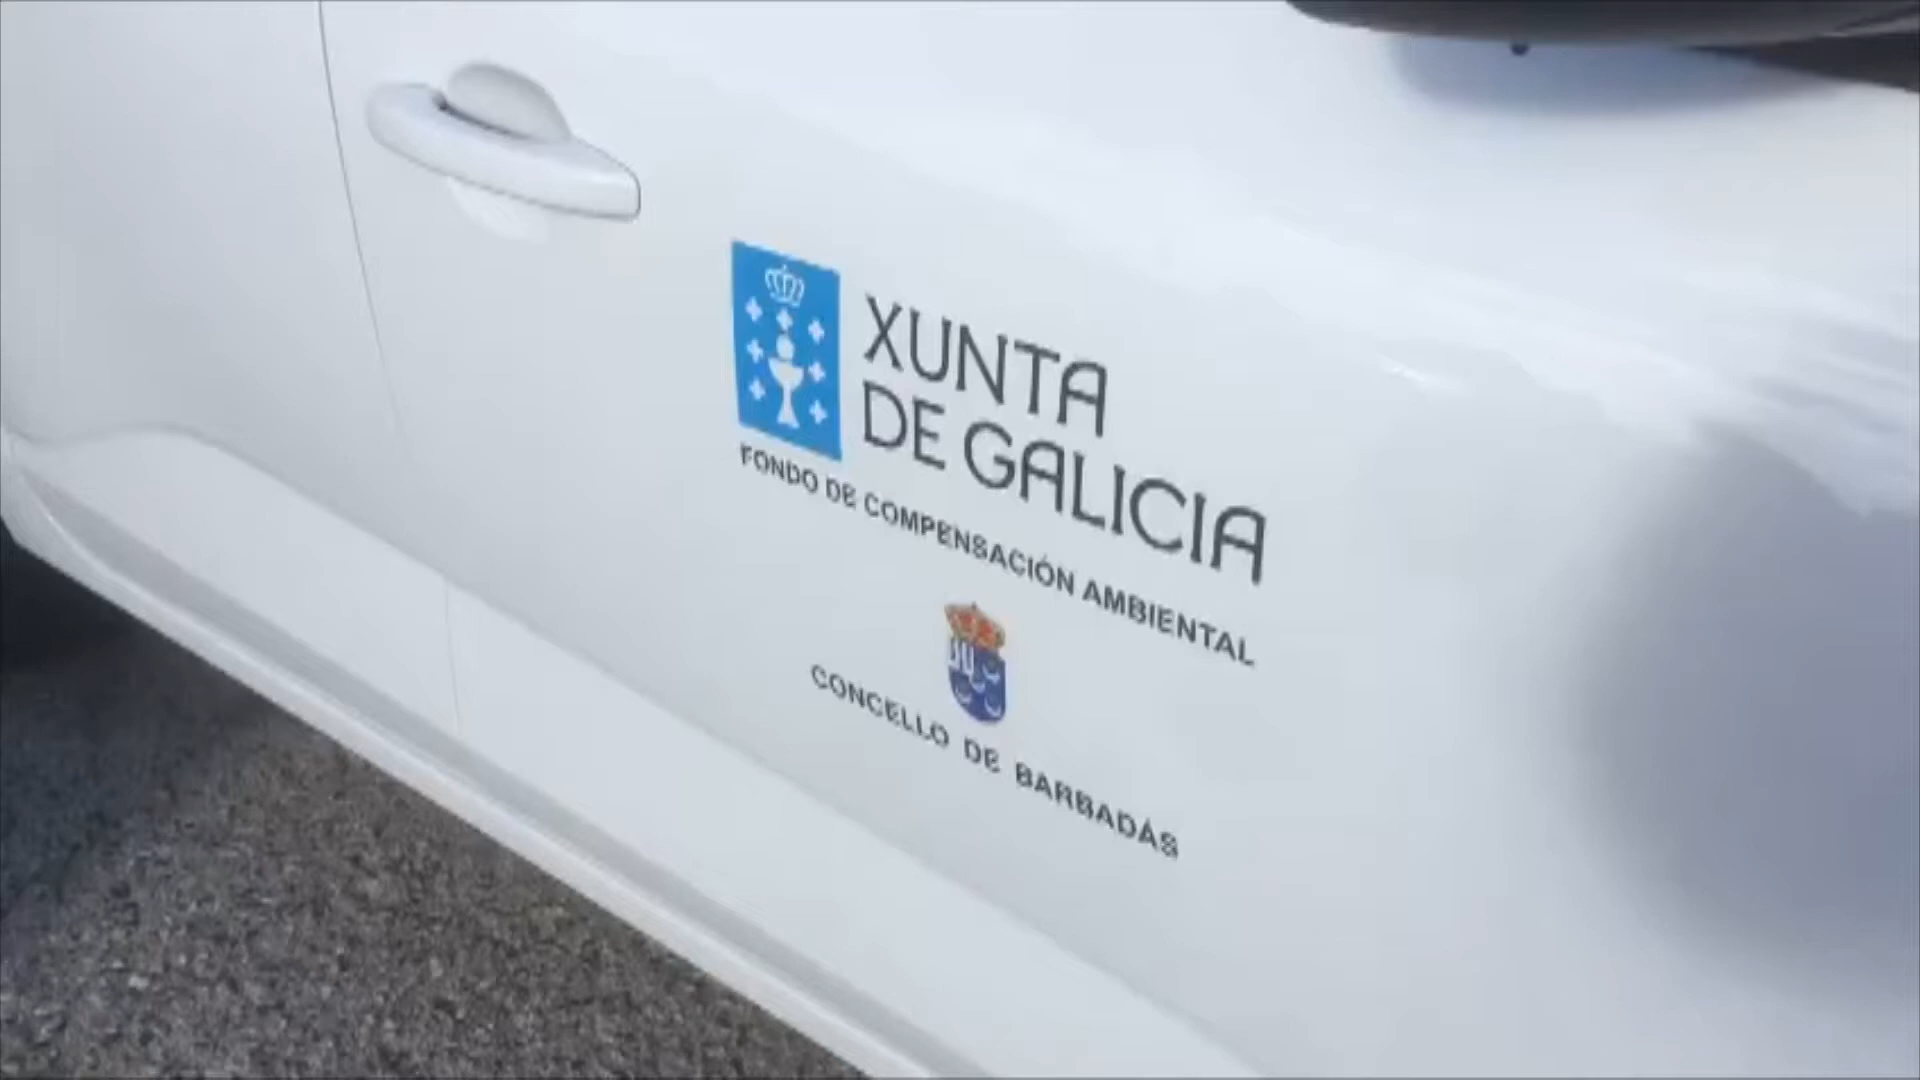 XUNTA
DE GALICIA
FONDO DE COMPENSACIÓN AMBIENTAL
CONCELLO DE BARBADÁS